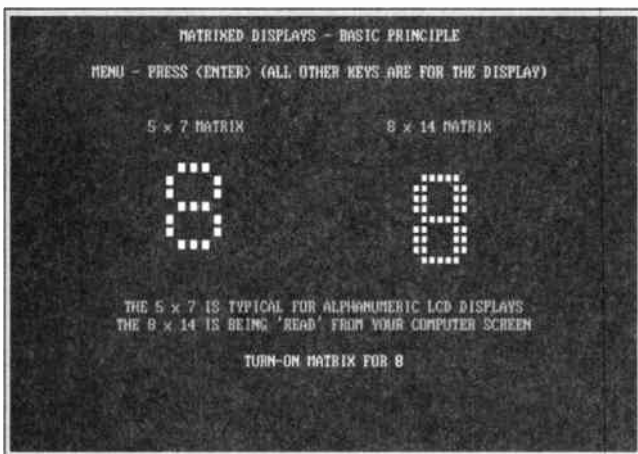 MATRIXED DISPLAYS - BASIC PRINCIPLE
MENU - PRESS <ENTER> (ALL OTHER KEYS ARE FOR THE DISPLAY)
5 x 7 MATRIX 8 x 14 MATRIX
8 8
THE 5 x 7 IS TYPICAL FOR ALPHANUMERIC LCD DISPLAYS
THE 8 x 14 IS BEING 'READ' FROM YOUR COMPUTER SCREEN
TURN-ON MATRIX FOR 8